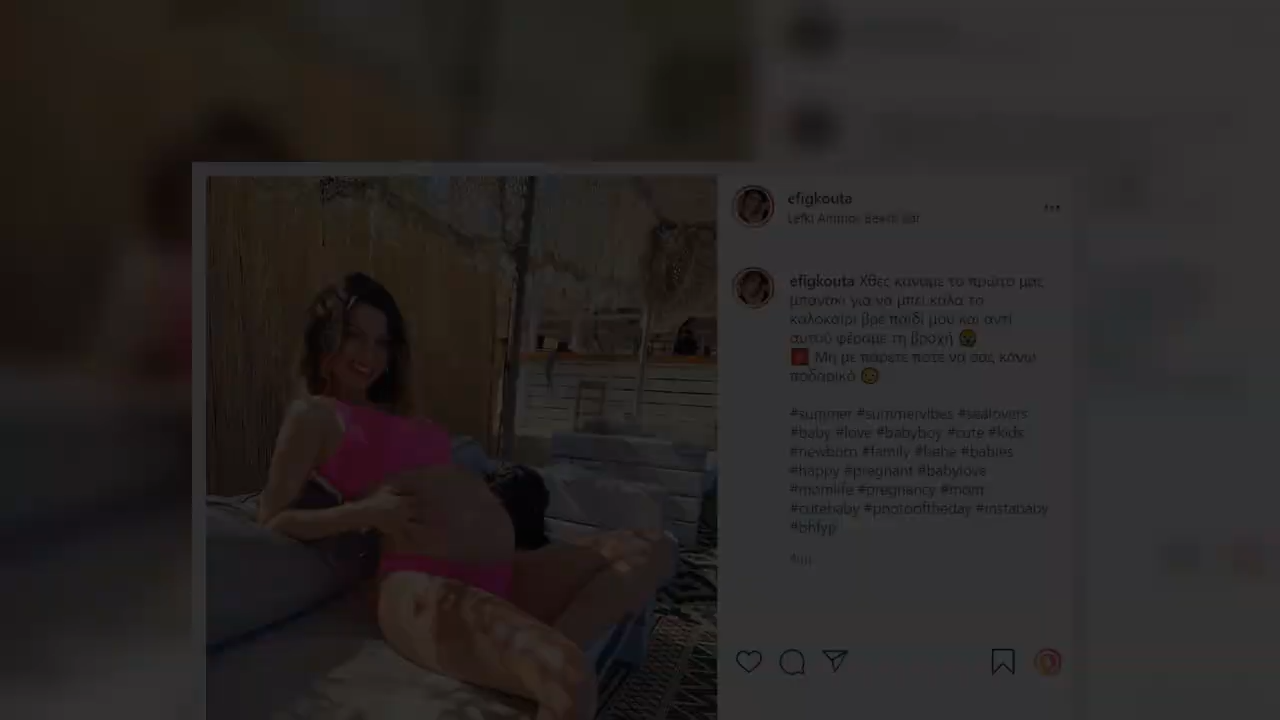 efigkouta
Lefki Ammos Beach Bar
efigkouta Χθες κάναμε το πρώτο μας
μπανάκι για να μπει καλά το
καλοκαίρι βρε παιδί μου και αντί
αυτού φέραμε τη βροχή 😢
Μη με πάρετε ποτέ να σας κάνω
ποδαρικό 😳
#summer #summervibes #sealovers
#baby #love #babyboy #cute #kids
#newborn #family #babies
#happy #pregnant #babylove
#momlife #pregnancy #mom
#cutebaby #photooftheday #instababy
#bhfyp